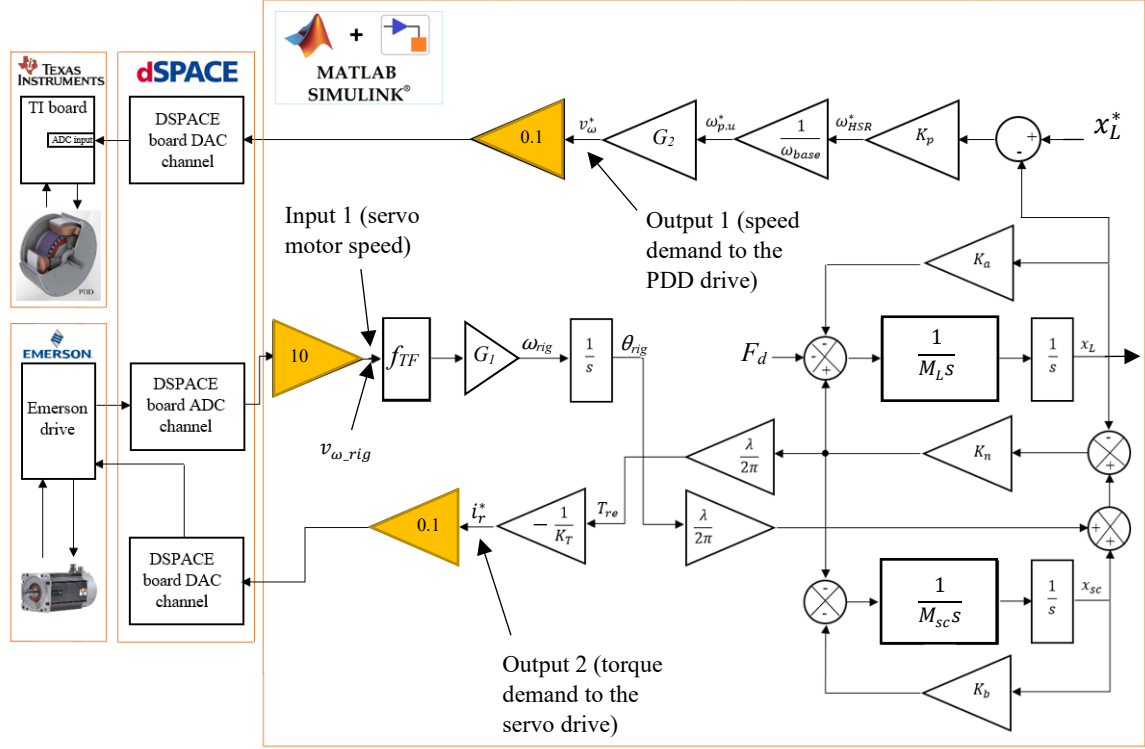 TEXAS
INSTRUMENTS
TI board
ADC input
PDD
dSPACE
DSPACE
board DAC
channel
+
MATLAB
SIMULINK®
0.1
v*ω
G2
ω*p.u
1
ωbase
ω*HSR
Kp
+
-
x*L
Input 1 (servo
motor speed)
Output 1 (speed
demand to the
PDD drive)
Ka
EMERSON
Emerson
drive
DSPACE
board ADC
channel
10
vω_rig
fTF
G1
ωrig
1
s
θrig
Fd
-
-
+
1
MLs
1
s
xL
λ
2π
Kn
-
+
DSPACE
board DAC
channel
0.1
i*r
- 1
KT
Tre
λ
2π
+
+
-
-
1
Mscs
1
s
xsc
Kb
Output 2 (torque
demand to the
servo drive)